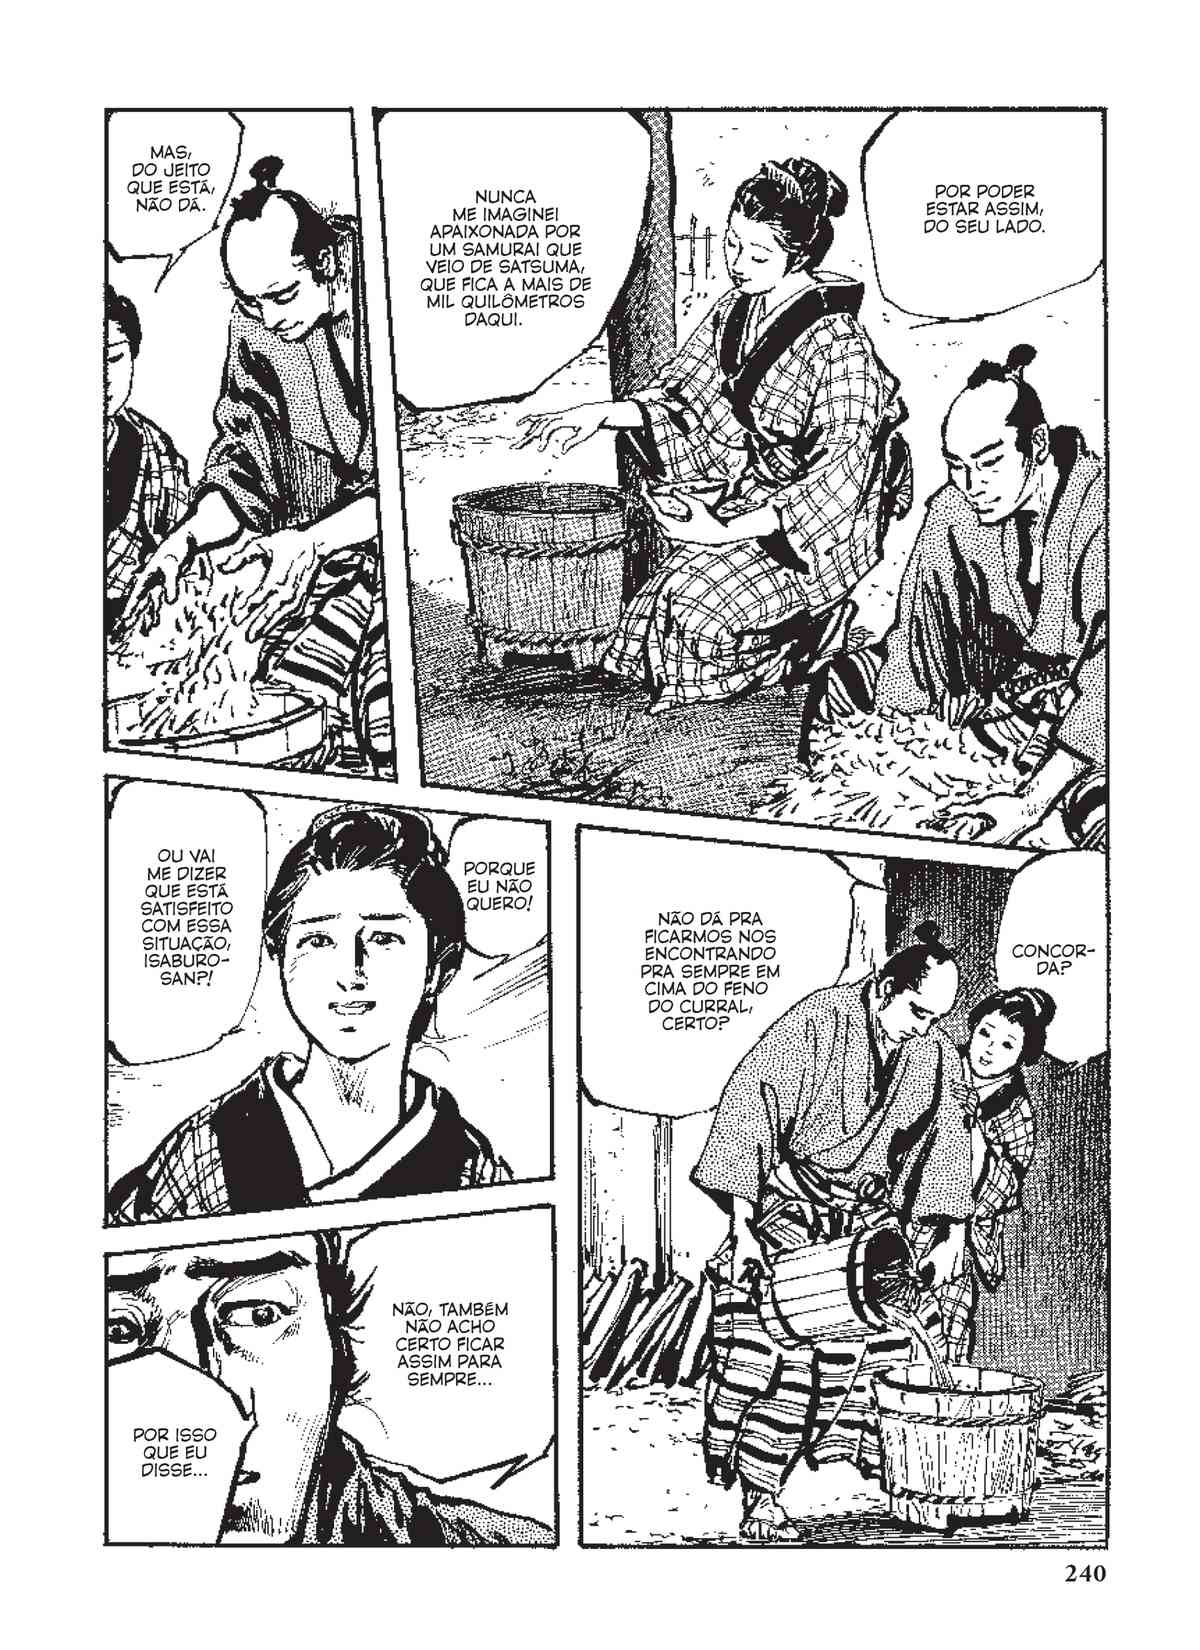 POR PODER
ESTAR ASSIM,
DO SEU LADO.
NUNCA
ME IMAGINEI
APAIXONADA POR
UM SAMURAI QUE
VEIO DE SATSUMA,
QUE FICA A MAIS DE
MIL QUILÔMETROS
DAQUI.
MAS,
DO JEITO
QUE ESTÁ,
NÃO DÁ.
CONCOR-
DA?
NÃO DÁ PRA
FICARMOS NOS
ENCONTRANDO
PRA SEMPRE EM
CIMA DO FENO
DO CURRAL,
CERTO?
PORQUE
EU NÃO
QUERO!
OU VAI
ME DIZER
QUE ESTÁ
SATISFEITO
COM ESSA
SITUAÇÃO,
ISABURO-
SAN?!
NÃO, TAMBÉM
NÃO ACHO
CERTO FICAR
ASSIM PARA
SEMPRE...
POR ISSO
QUE EU
DISSE...
240